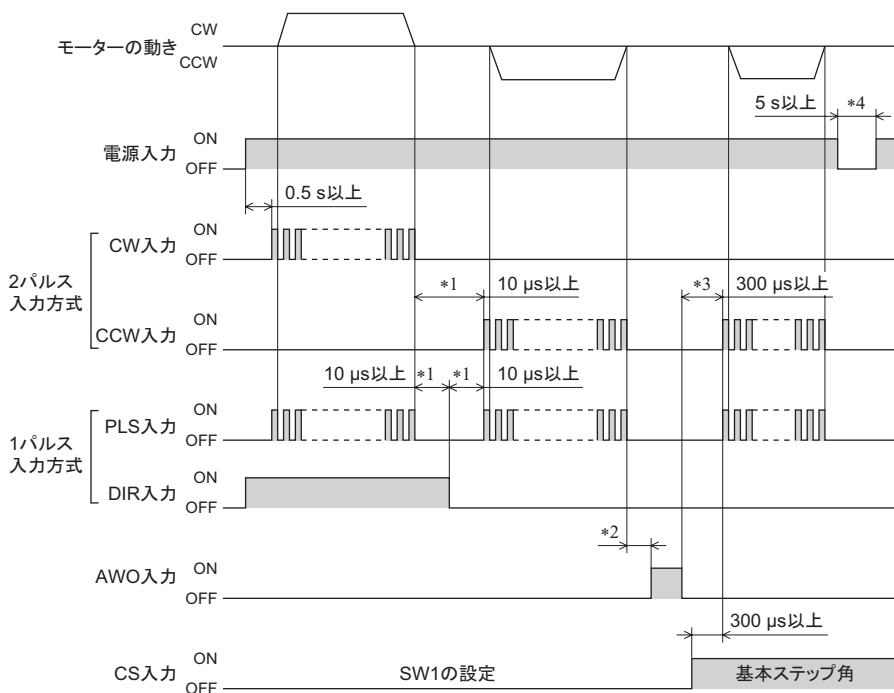 モーターの動き
CW
CCW
5 s以上
*4
電源入力
ON
OFF
0.5 s以上
2パルス
入力方式
CW入力
ON
OFF
*1
10 µs以上
*3
300 µs以上
CCW入力
ON
OFF
10 µs以上
*1
*1
10 µs以上
1パルス
入力方式
PLS入力
ON
OFF
DIR入力
ON
OFF
*2
AWO入力
ON
OFF
300 µs以上
CS入力
ON
OFF
SW1の設定
基本ステップ角